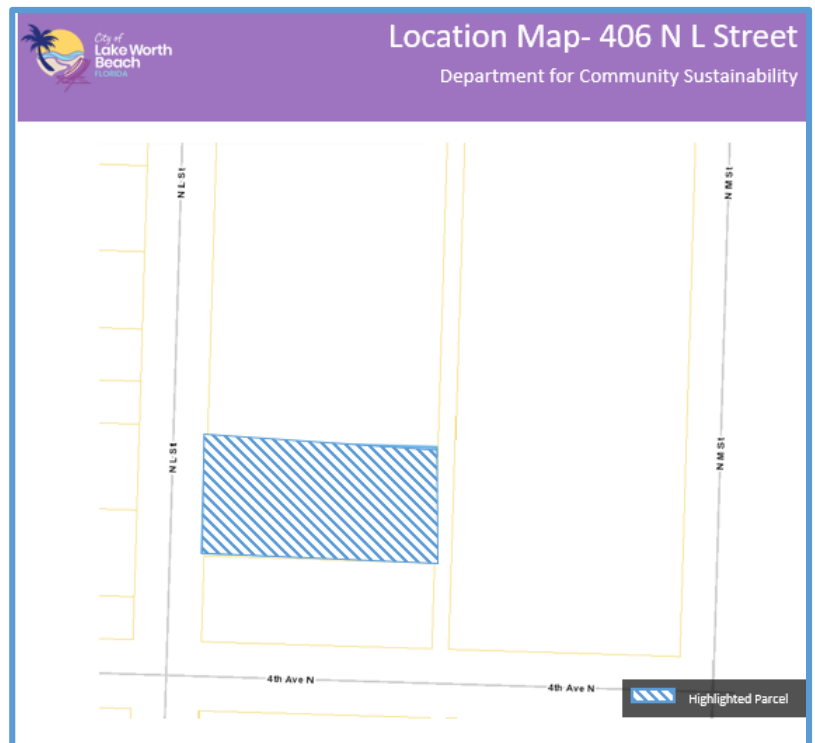 City of
Lake Worth
Beach
FLORIDA
Location Map- 406 N L Street
Department for Community Sustainability
N L St
N M St
N L St
N M St
4th Ave N
4th Ave N
Highlighted Parcel